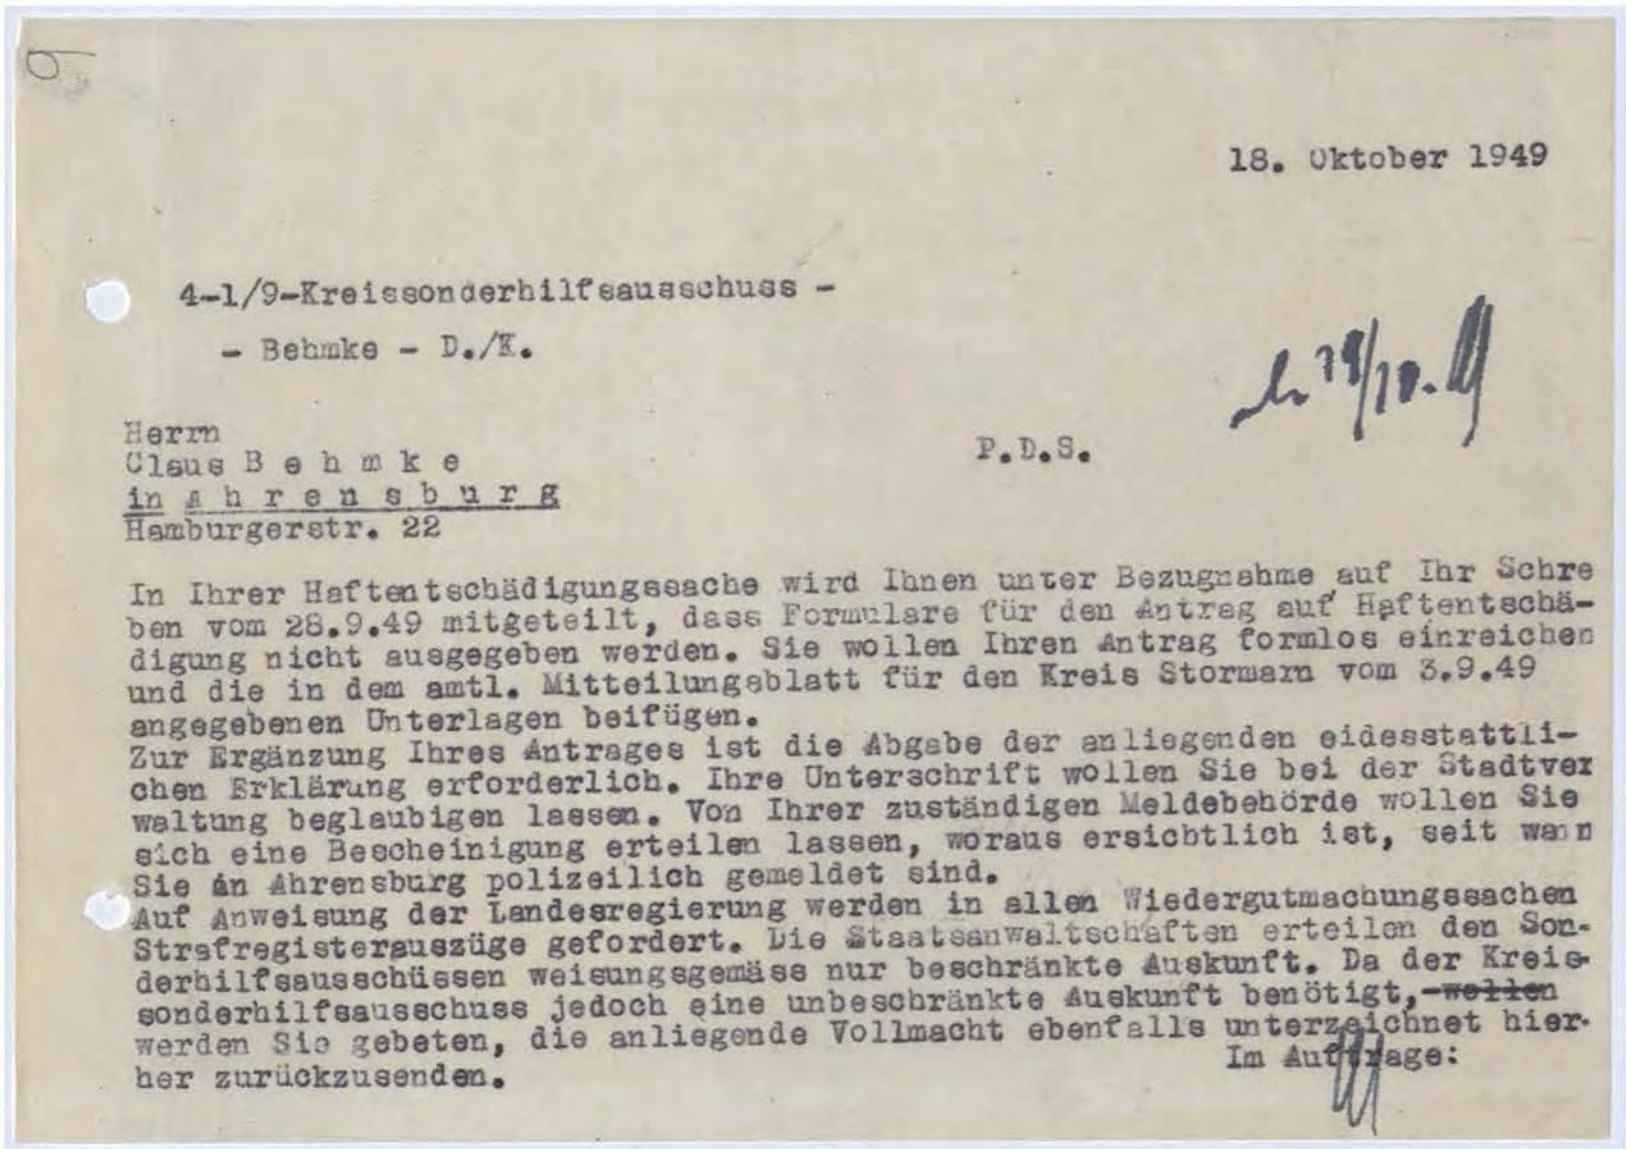 18. Oktober 1949
4-1/9-Kreissonderhilfsausschuss -
- Behmke - D./K.
Herrn
Claus B e h m k e
in A h r e n s b u r g
Hamburgerstr. 22
P.D.S.
In Ihrer Haftentschädigungssache wird Ihnen unter Bezugnahme auf Ihr Schre
ben vom 28.9.49 mitgeteilt, dass Formulare für den Antrag auf Haftentschä-
digung nicht ausgegeben werden. Sie wollen Ihren Antrag formlos einreichen
und die in dem amtl. Mitteilungsblatt für den Kreis Stormarn vom 3.9.49
angegebenen Unterlagen beifügen.
Zur Ergänzung Ihres Antrages ist die Abgabe der anliegenden eidesstattli-
chen Erklärung erforderlich. Ihre Unterschrift wollen Sie bei der Stadtver
waltung beglaubigen lassen. Von Ihrer zuständigen Meldebehörde wollen Sie
sich eine Bescheinigung erteilen lassen, woraus ersichtlich ist, seit wann
Sie in Ahrensburg polizeilich gemeldet sind.
Auf Anweisung der Landesregierung werden in allen Wiedergutmachungssachen
Strafregisterauszüge gefordert. Die Staatsanwaltschaften erteilen den Son-
derhilfsausschüssen weisungsgemäss nur beschränkte Auskunft. Da der Kreis-
sonderhilfsausschuss jedoch eine unbeschränkte Auskunft benötigt, wollen
werden Sie gebeten, die anliegende Vollmacht ebenfalls unterzeichnet hier-
her zurückzusenden.
Im Auftrage: